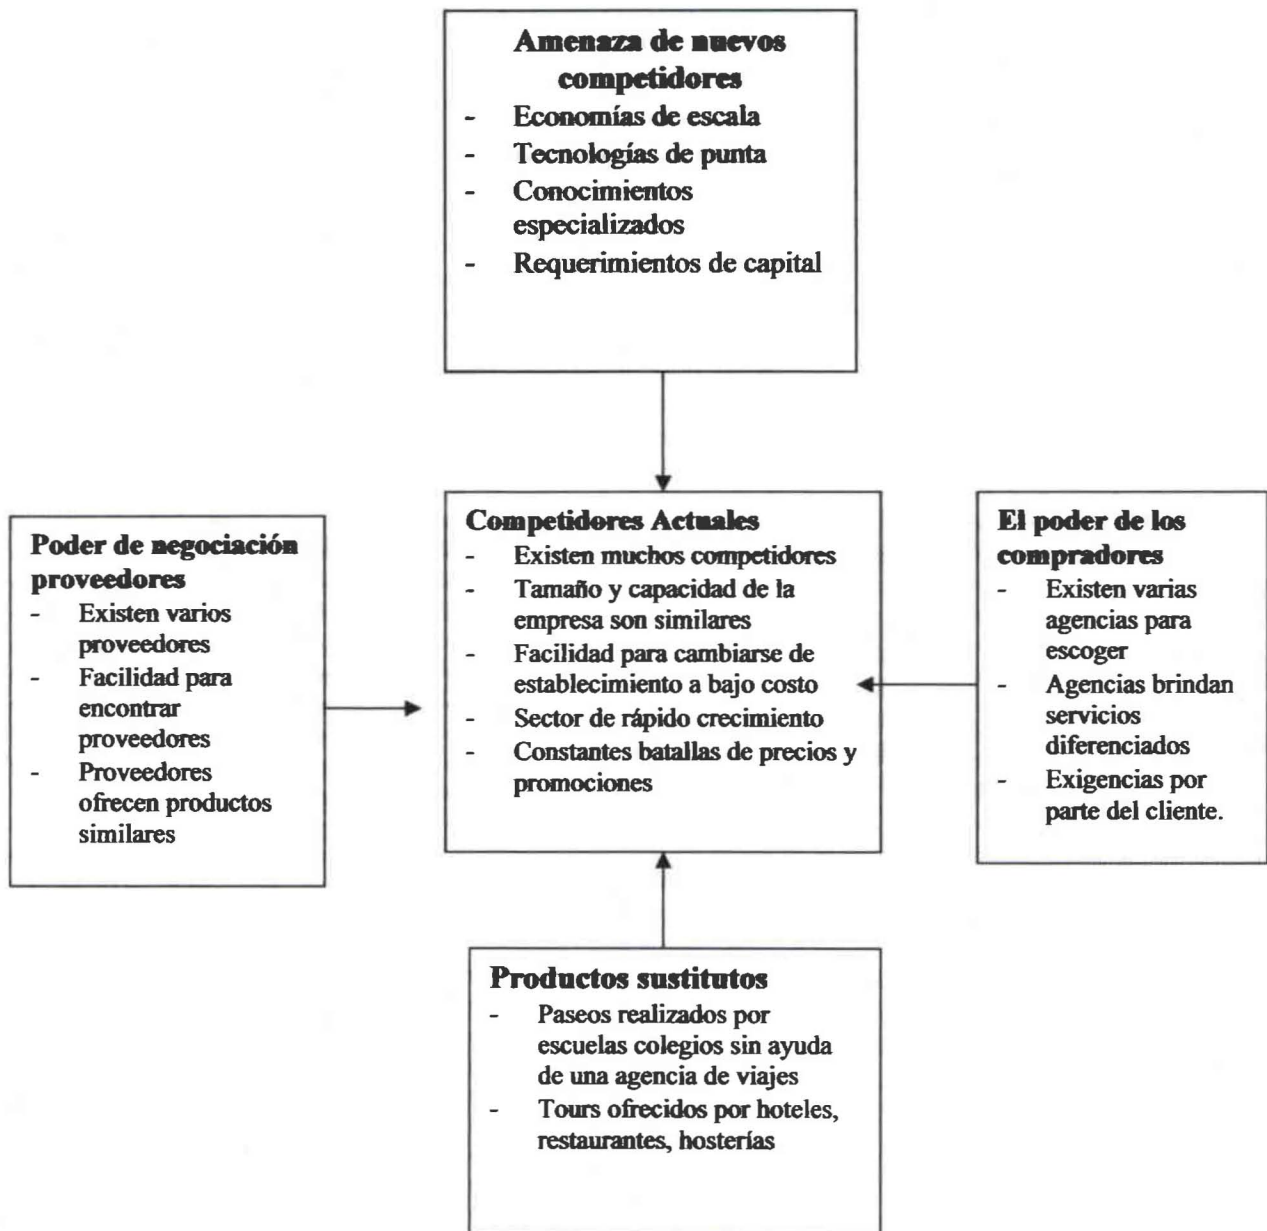 Amenaza de nuevos
competidores
- Economías de escala
- Tecnologías de punta
- Conocimientos
especializados
- Requerimientos de capital
Poder de negociación
proveedores
- Existen varios
proveedores
- Facilidad para
encontrar
proveedores
- Proveedores
ofrecen productos
similares
Competidores Actuales
- Existen muchos competidores
- Tamaño y capacidad de la
empresa son similares
- Facilidad para cambiarse de
establecimiento a bajo costo
- Sector de rápido crecimiento
- Constantes batallas de precios y
promociones
El poder de los
compradores
- Existen varias
agencias para
escoger
- Agencias brindan
servicios
diferenciados
- Exigencias por
parte del cliente.
Productos sustitutos
- Paseos realizados por
escuelas colegios sin ayuda
de una agencia de viajes
- Tours ofrecidos por hoteles,
restaurantes, hosterías